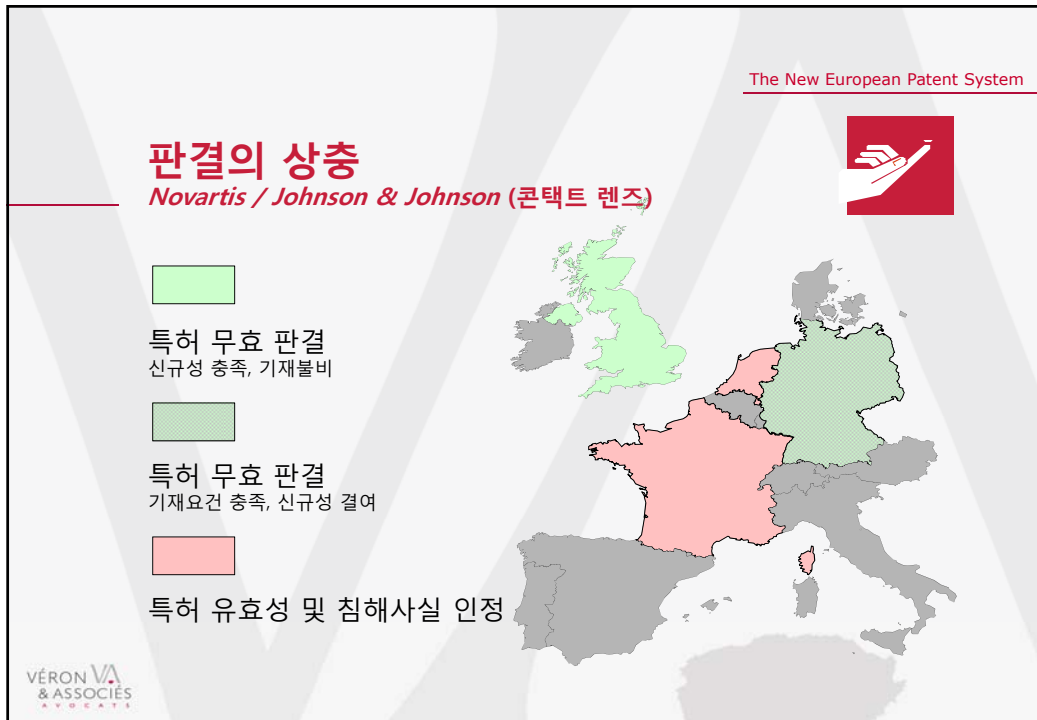 The New European Patent System
판결의 상충
Novartis / Johnson & Johnson (콘택트 렌즈)
특허 무효 판결
신규성 충족, 기재불비
특허 무효 판결
기재요건 충족, 신규성 결여
특허 유효성 및 침해사실 인정
VÉRON VA
& ASSOCIÉS
AVOCATS